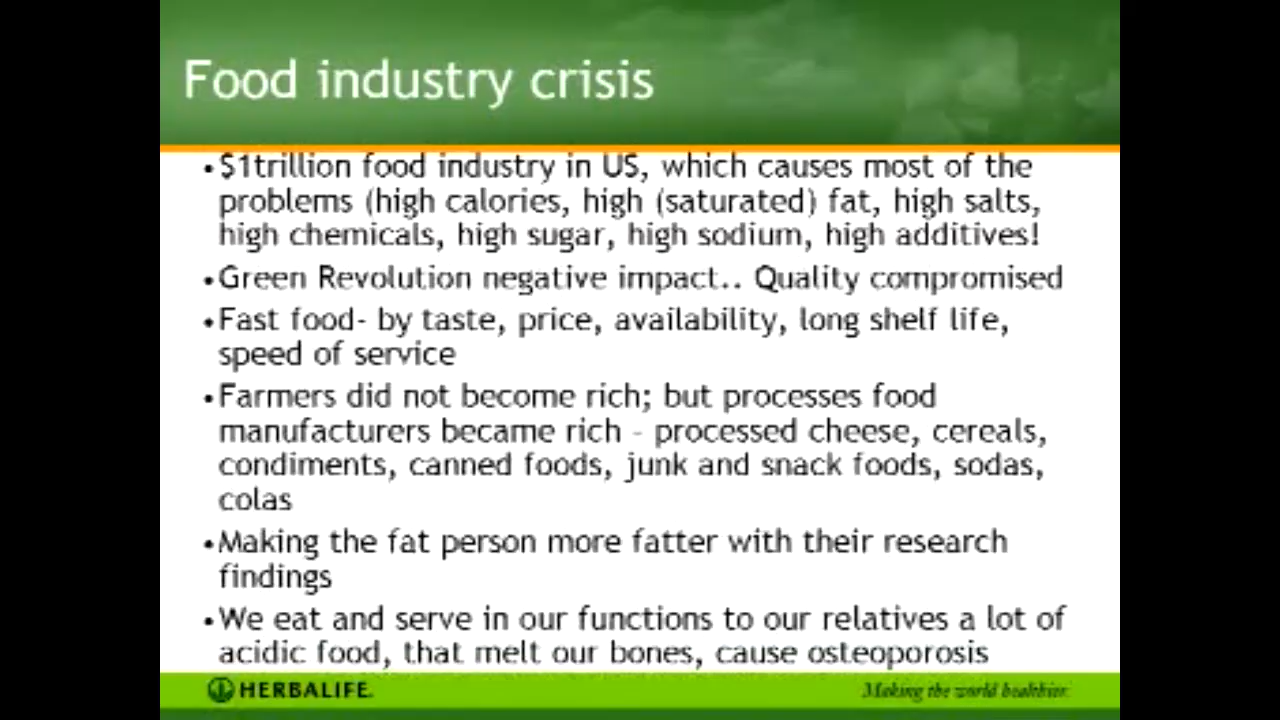 Food industry crisis
•$1trillion food industry in US, which causes most of the
problems (high calories, high (saturated) fat, high salts,
high chemicals, high sugar, high sodium, high additives!
•Green Revolution negative impact.. Quality compromised
•Fast food- by taste, price, availability, long shelf life,
speed of service
•Farmers did not become rich; but processes food
manufacturers became rich - processed cheese, cereals,
condiments, canned foods, junk and snack foods, sodas,
colas
•Making the fat person more fatter with their research
findings
•We eat and serve in our functions to our relatives a lot of
acidic food, that melt our bones, cause osteoporosis
HERBALIFE.
Making the world healthier.